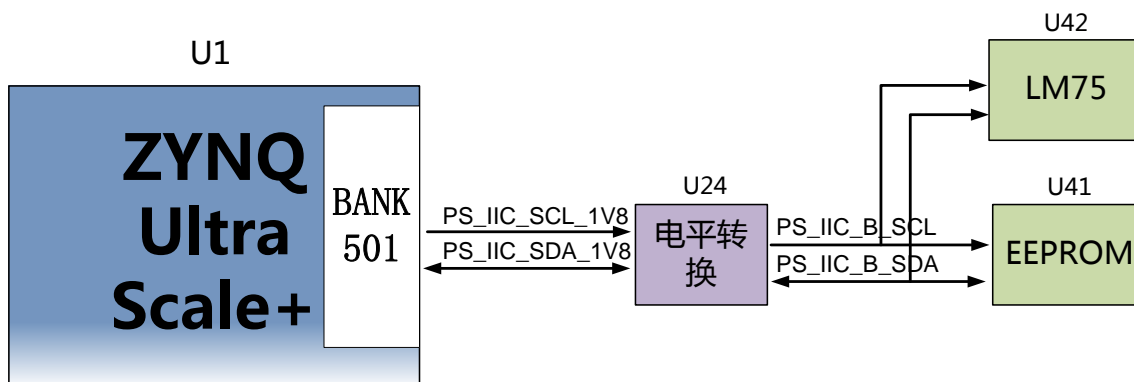 U1
ZYNQ
Ultra
Scale+
BANK
501
PS_IIC_SCL_1V8
PS_IIC_SDA_1V8
U24
电平转
换
PS_IIC_B_SCL
PS_IIC_B_SDA
U42
LM75
U41
EEPROM